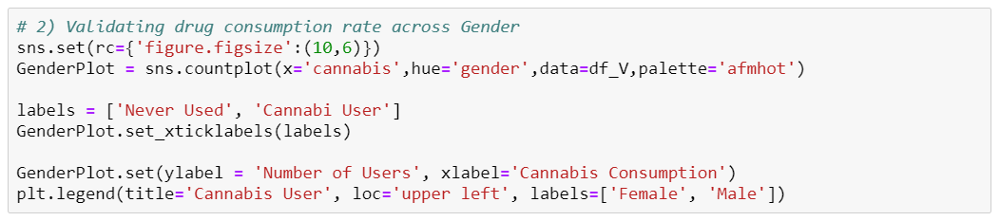 # 2) Validating drug consumption rate across Gender
sns.set(rc={'figure.figsize':(10,6)})
GenderPlot = sns.countplot(x='cannabis',hue='gender',data=df_V,palette='afmhot')
labels = ['Never Used', 'Cannabi User']
GenderPlot.set_xticklabels(labels)
GenderPlot.set(ylabel = 'Number of Users', xlabel='Cannabis Consumption')
plt.legend(title='Cannabis User', loc='upper left', labels=['Female', 'Male'])